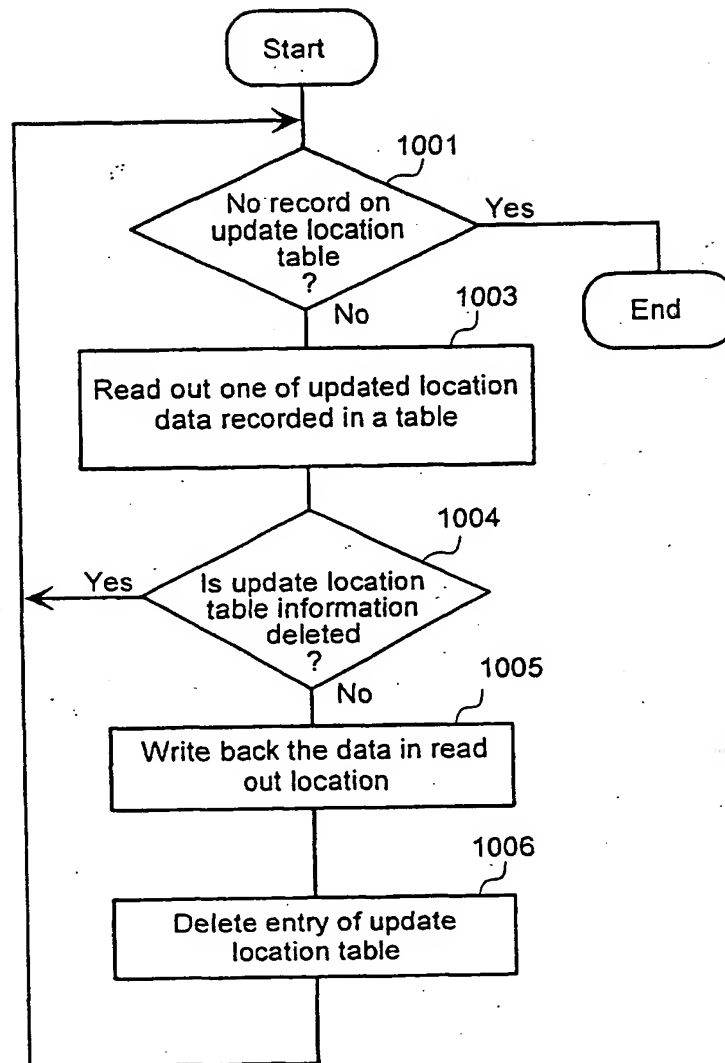 Start
1001
No record on
update location
table
?
Yes
End
No
1003
Read out one of updated location
data recorded in a table
1004
Yes
Is update location
table information
deleted
?
No
1005
Write back the data in read
out location
1006
Delete entry of update
location table